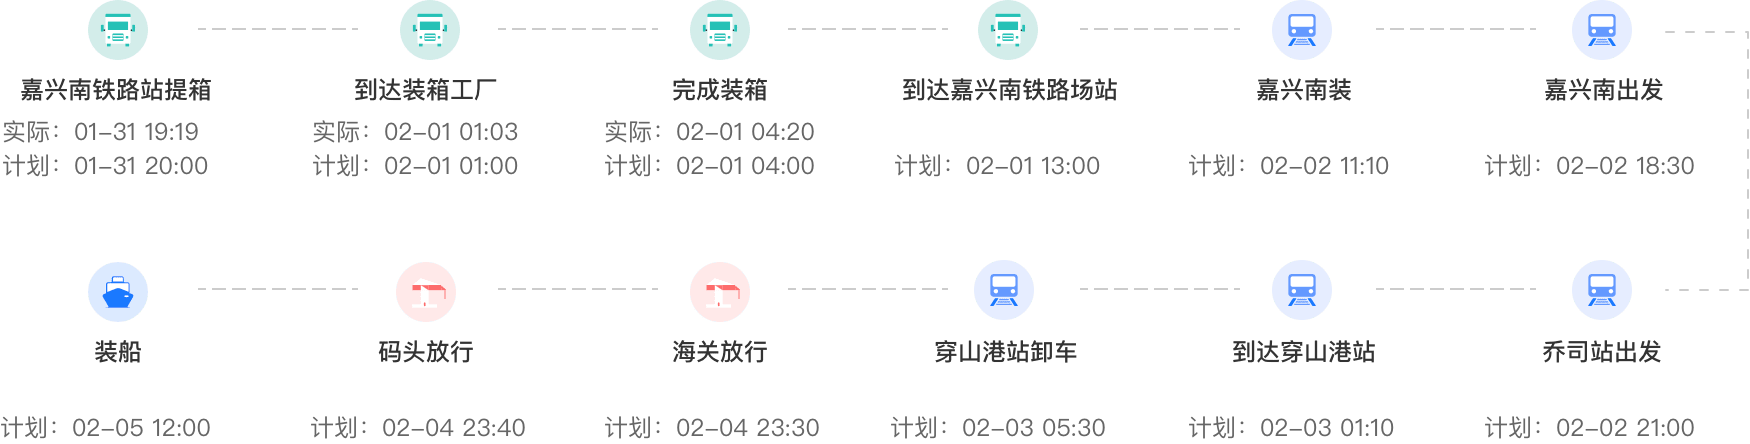 嘉兴南铁路站提箱
实际：01-31 19:19
计划：01-31 20:00
到达装箱工厂
实际：02-01 01:03
计划：02-01 01:00
完成装箱
实际：02-01 04:20
计划：02-01 04:00
到达嘉兴南铁路场站
计划：02-01 13:00
嘉兴南装
计划：02-02 11:10
嘉兴南出发
计划：02-02 18:30
乔司站出发
计划：02-02 21:00
到达穿山港站
计划：02-03 01:10
穿山港站卸车
计划：02-03 05:30
海关放行
计划：02-04 23:30
码头放行
计划：02-04 23:40
装船
计划：02-05 12:00